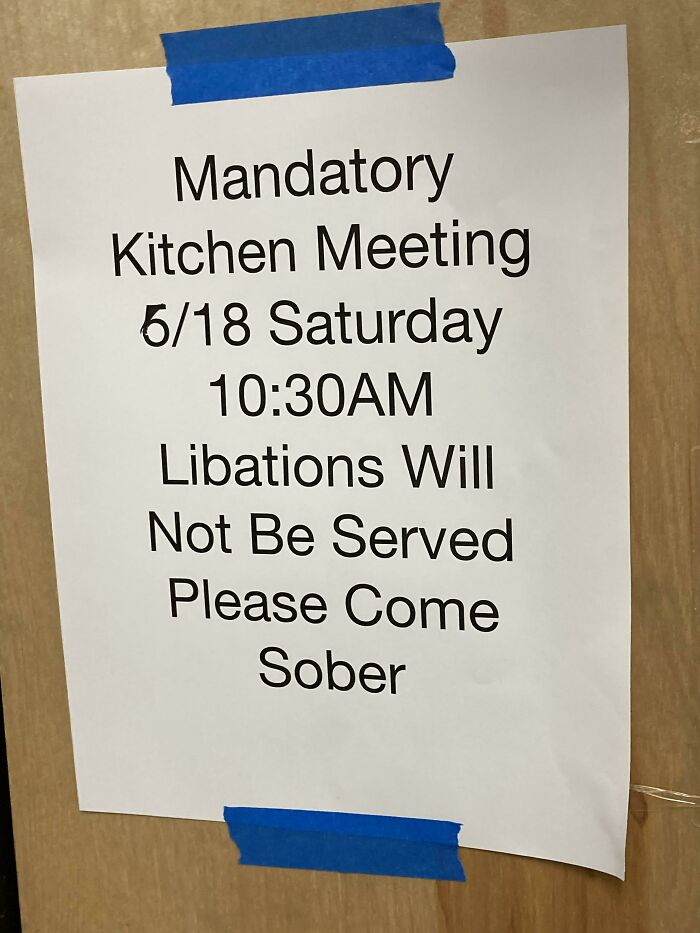 Mandatory
Kitchen Meeting
6/18 Saturday
10:30AM
Libations Will
Not Be Served
Please Come
Sober